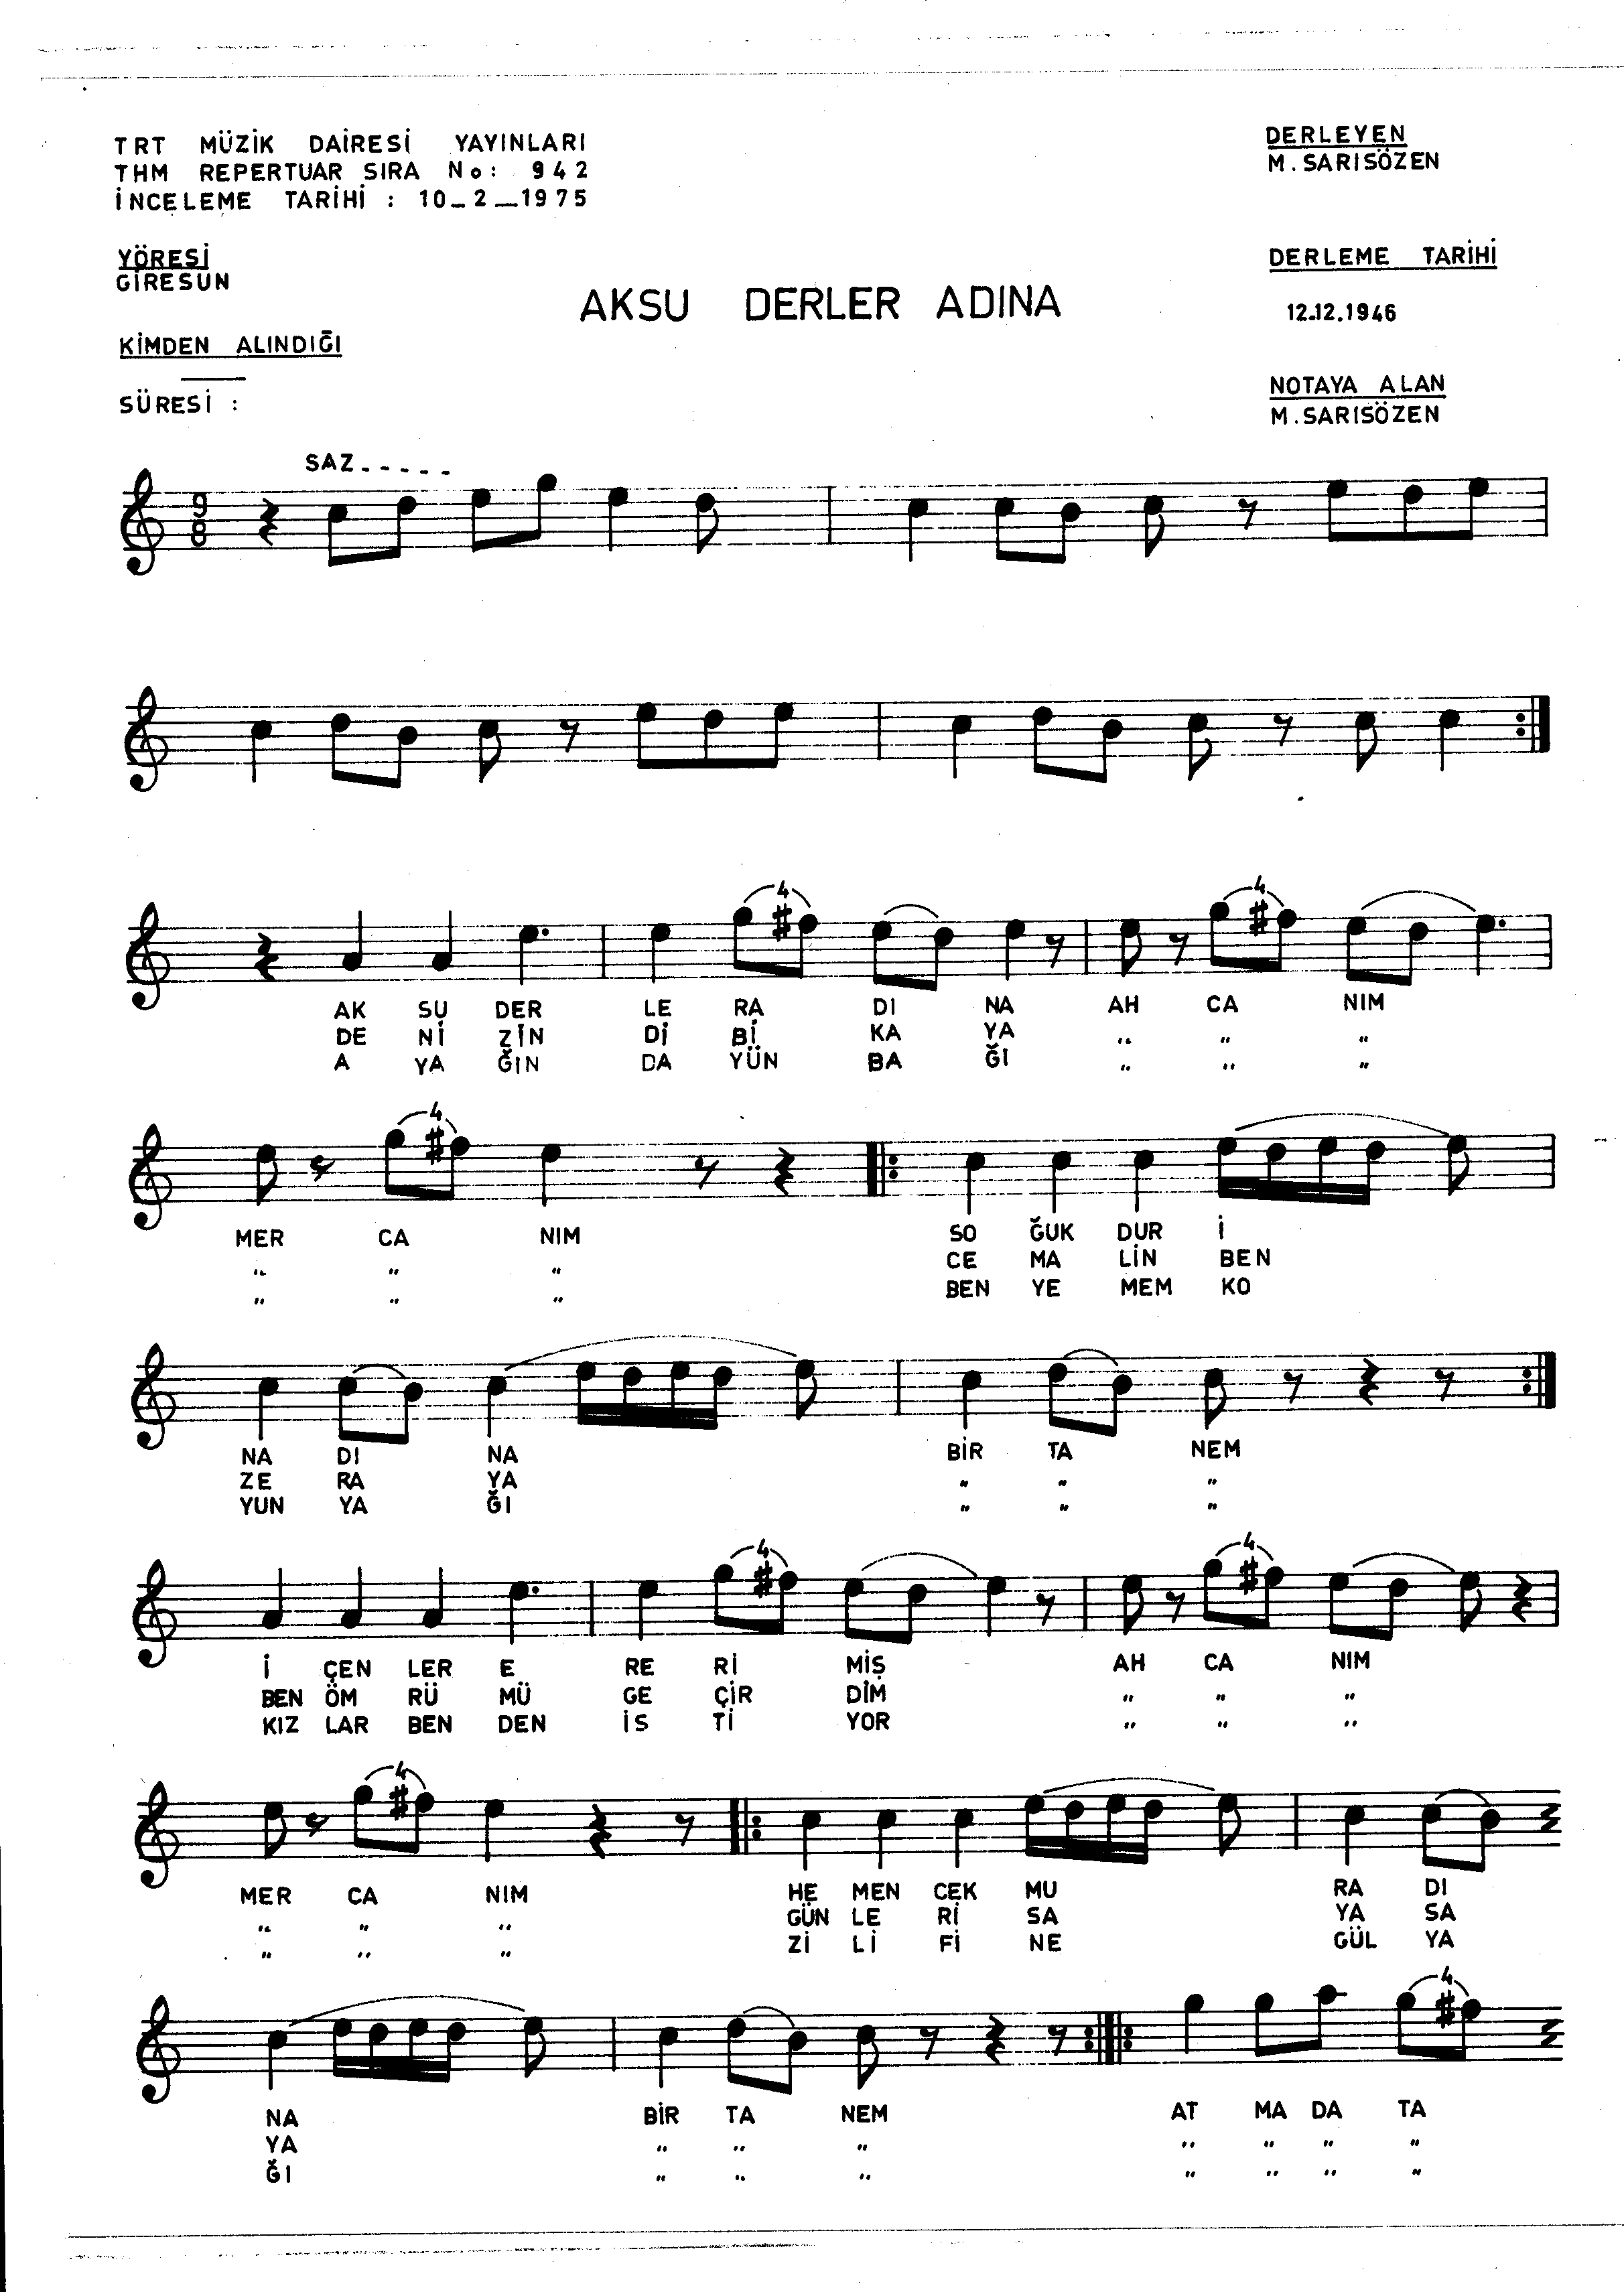 TRT MÜZİK DAİRESİ YAYINLARI
THM REPERTUAR SIRA No: 942
İNCELEME TARİHİ : 10_2_1975
DERLEYEN
M.SARISÖZEN
YÖRESİ
GİRESUN
DERLEME TARİHİ
12.12.1946
AKSU DERLER ADINA
KİMDEN ALINDIĞI
SÜRESİ :
NOTAYA ALAN
M.SARISÖZEN
SAZ-----
9
8
4 4
AK SU DER LE RA DI NA AH CA NIM
DE Nİ ZİN Dİ Bİ KA YA „ „ „
A YA ĞIN DA YÜN BA ĞI „ „ „
4
MER CA NIM SO ĞUK DUR İ
„ „ „ CE MA LİN BEN
„ „ „ BEN YE MEM KO
NA DI NA BİR TA NEM
ZE RA YA „ „ „
YUN YA ĞI „ „ „
4 4
İ ÇEN LER E RE Rİ MİŞ AH CA NIM
BEN ÖM RÜ MÜ GE ÇİR DİM „ „ „
KIZ LAR BEN DEN İS Tİ YOR „ „ „
4
MER CA NIM HE MEN CEK MU RA DI
„ „ „ GÜN LE Rİ SA YA SA
„ „ „ Zİ Lİ Fİ NE GÜL YA
4
NA BİR TA NEM AT MA DA TA
YA „ „ „ „ „ „ „
ĞI „ „ „ „ „ „ „